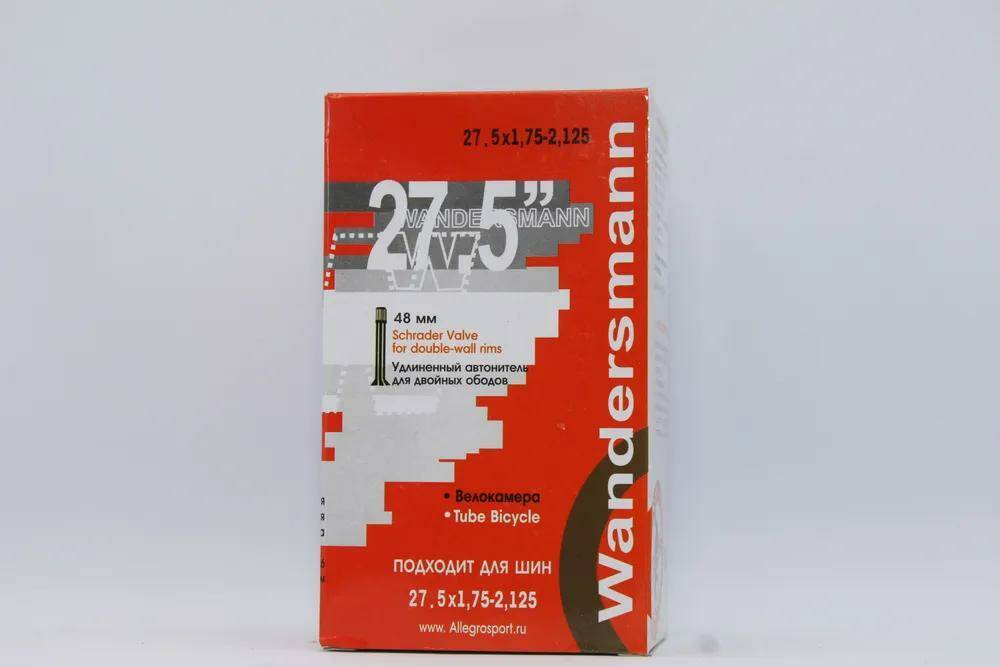 27.5x1,75-2,125
27.5”
WANDERSMANN
48 мм
Schrader Valve
for double-wall rims
Удлиненный автонитель
для двойных ободов
• Велокамера
• Tube Bicycle
ПОДХОДИТ ДЛЯ ШИН
27.5x1,75-2,125
www. Allegrosport.ru
Wandersmann